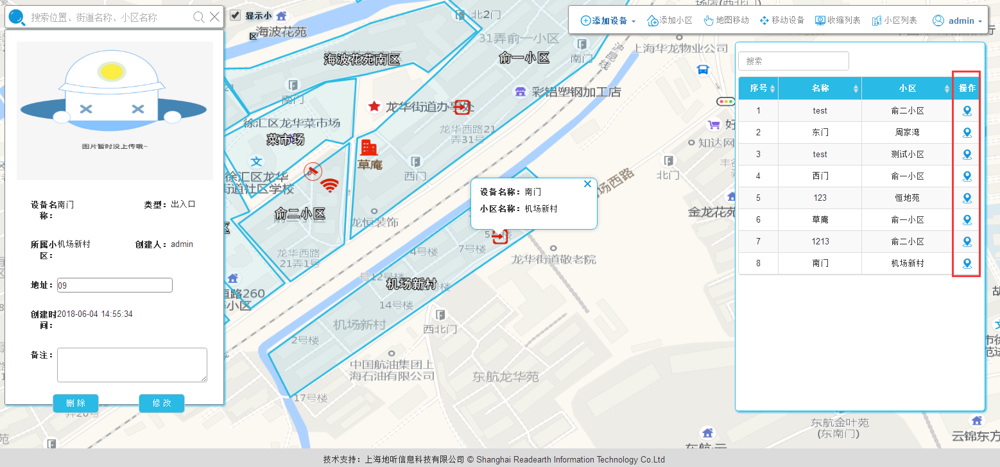 搜索位置、街道名称、小区名称
显示小
区
添加设备
添加小区
地图移动
移动设备
收缩列表
小区列表
admin
图片暂时没上传哦~
设备名称：
南门
类型：
出入口
所属小区：
机场新村
创建人：
admin
地址：
09
创建时间：
2018-06-04 14:55:34
备注：
删 除
修 改
海波花苑
北2门
海波花苑南区
31弄俞一小区
俞一小区
南门
沪昆线
上海华龙物业公司
南门
龙华街道办事处
彩铝塑钢加工店
徐汇区龙华菜市场
菜市场
龙华西路21
弄31号
草庵
西门
徐汇区龙华
街道社区学校
俞二小区
龙恒装饰
龙华西路
21弄1号
知达网
北门
金龙花苑
设备名称：南门
小区名称：机场新村
4号楼
7号楼
龙华街道敬老院
号12号楼
机场新村
14号楼
机场新村
2号楼
西北门
中国航油集团上
海石油有限公司
东航龙华苑
17号楼
恒路260
弄小区
弄20号
东航金叶苑
(东南门)
云锦东方
搜索
序号 名称 小区 操作
1 test 俞二小区
2 东门 周家湾
3 test 测试小区
4 西门 俞一小区
5 123 恒地苑
6 草庵 俞一小区
7 1213 俞二小区
8 南门 机场新村
技术支持：上海地听信息科技有限公司 © Shanghai Readearth Information Technology Co.Ltd